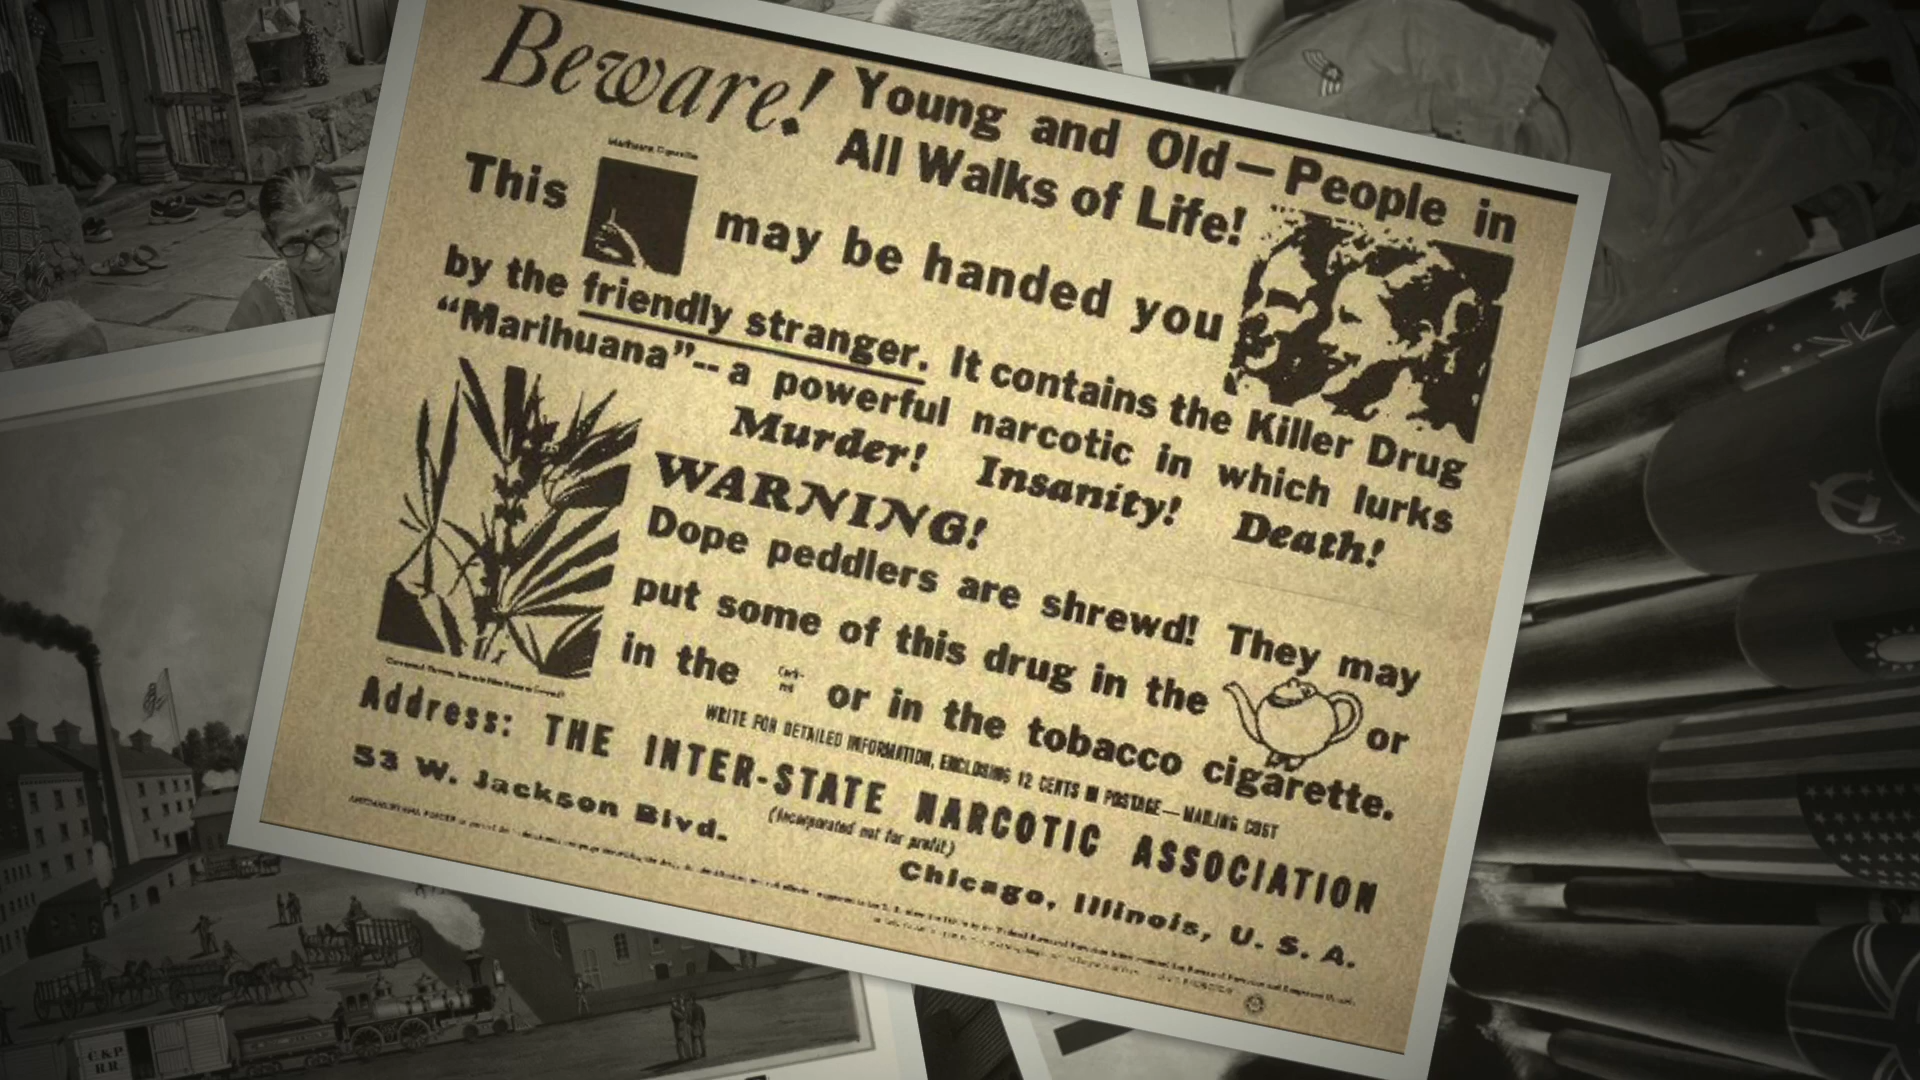 Beware! Young and Old—People in
All Walks of Life!
This may be handed you
by the friendly stranger. It contains the Killer Drug
“Marihuana”-- a powerful narcotic in which lurks
Murder! Insanity! Death!
WARNING!
Dope peddlers are shrewd! They may
put some of this drug in the or
in the or in the tobacco cigarette.
WRITE FOR DETAILED INFORMATION, ENCLOSING 12 CENTS IN POSTAGE—MAILING COST
Address: THE INTER-STATE NARCOTIC ASSOCIATION
(Incorporated not for profit)
53 W. Jackson Blvd. Chicago, Illinois, U. S. A.
C.&P.
R.R.